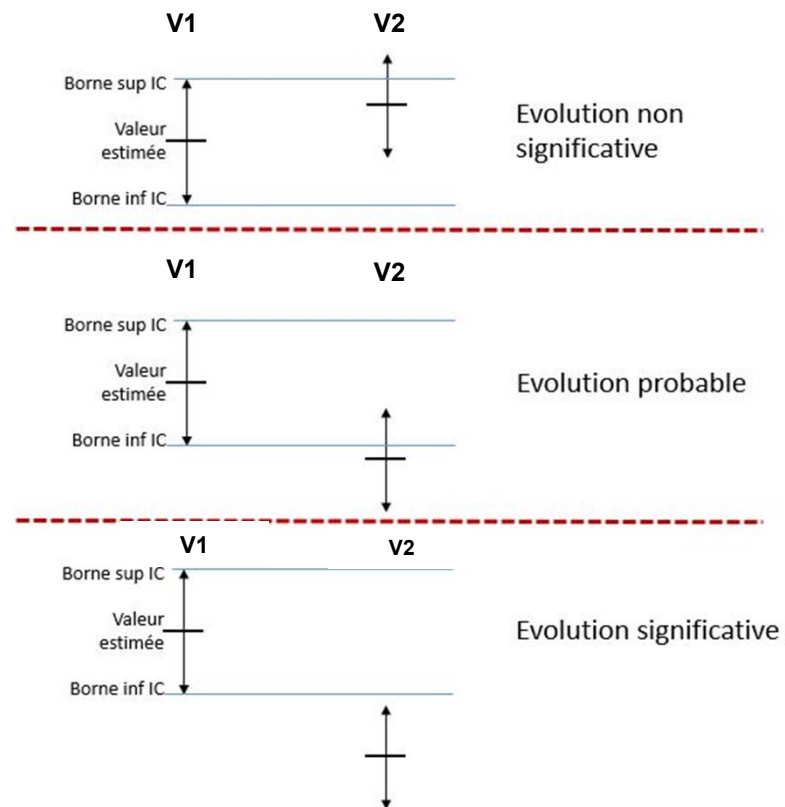 V1 V2
Borne sup IC
Valeur
estimée
Borne inf IC
Evolution non
significative
V1 V2
Borne sup IC
Valeur
estimée
Borne inf IC
Evolution probable
V1 V2
Borne sup IC
Valeur
estimée
Borne inf IC
Evolution significative